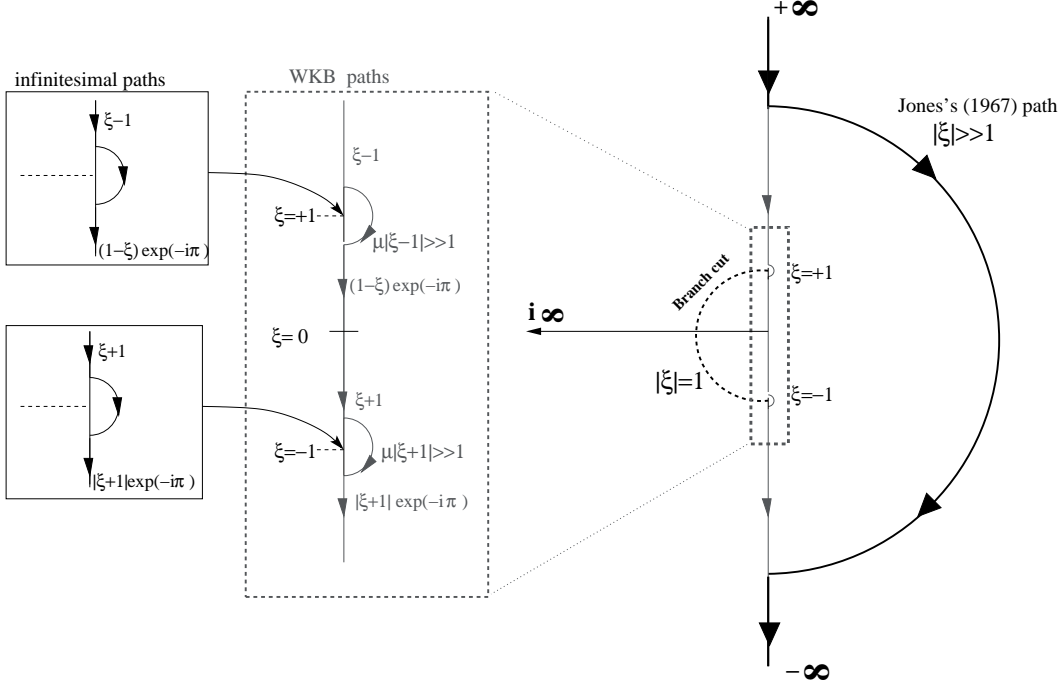 infinitesimal paths
ξ−1
(1−ξ) exp(−iπ)
ξ+1
|ξ+1|exp(−iπ)
WKB paths
ξ−1
ξ=+1
μ|ξ−1|>>1
(1−ξ) exp(−iπ)
ξ= 0
ξ+1
ξ=−1
μ|ξ+1|>>1
|ξ+1| exp(−iπ)
+∞
Jones's (1967) path
|ξ|>>1
Branch cut
ξ=+1
i ∞
|ξ|=1
ξ=−1
−∞